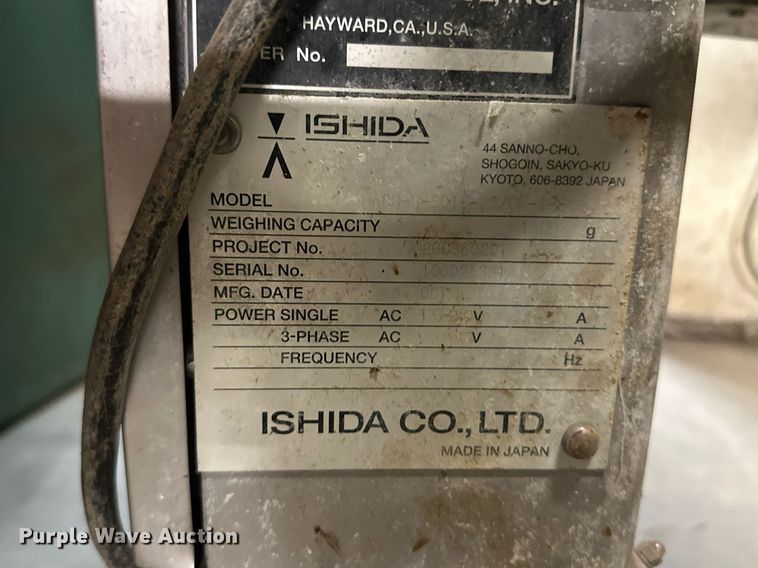 INC.
HAYWARD,CA.,U.S.A.
No.
ISHIDA
44 SANNO-CHO,
SHOGOIN, SAKYO-KU
KYOTO, 606-8392 JAPAN
MODEL
WEIGHING CAPACITY g
PROJECT No.
SERIAL No.
MFG. DATE
POWER SINGLE AC V A
3-PHASE AC V A
FREQUENCY Hz
ISHIDA CO., LTD.
MADE IN JAPAN
Purple Wave Auction